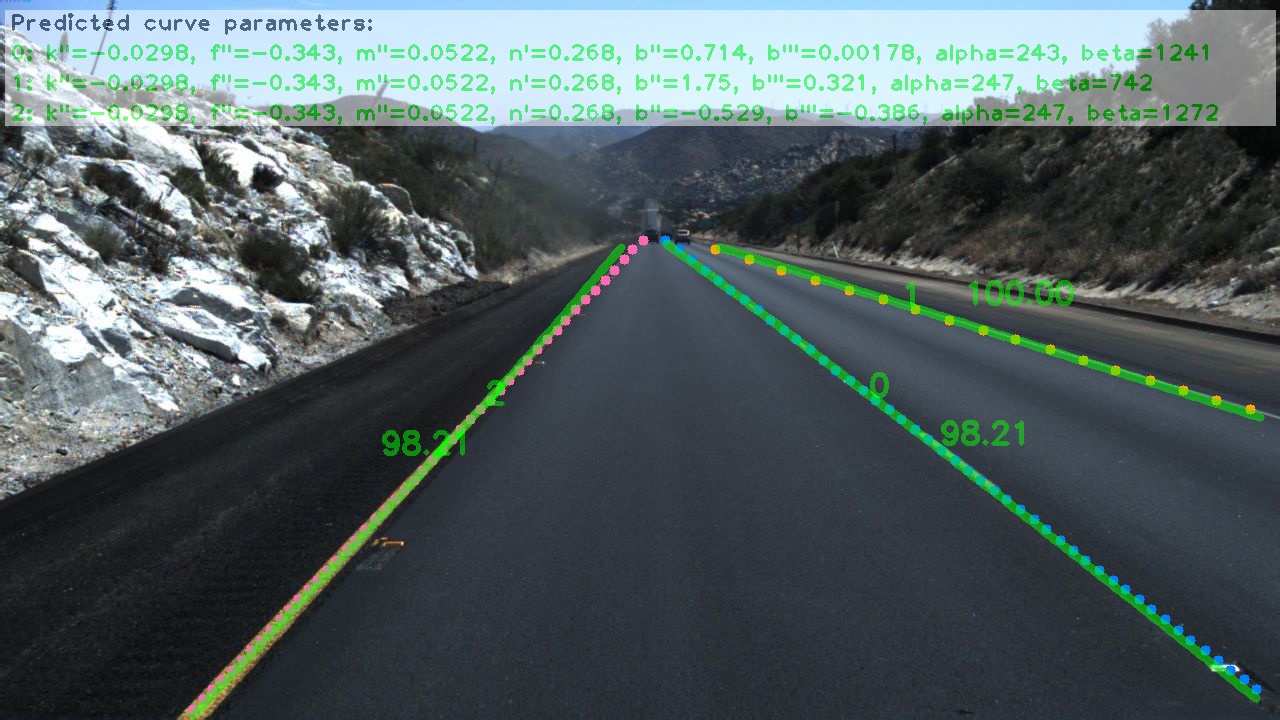 Predicted curve parameters:
0: k''=-0.0298, f''=-0.343, m''=0.0522, n'=0.268, b''=0.714, b'''=0.00178, alpha=243, beta=1241
1: k''=-0.0298, f''=-0.343, m''=0.0522, n'=0.268, b''=1.75, b'''=0.321, alpha=247, beta=742
2: k''=-0.0298, f''=-0.343, m''=0.0522, n'=0.268, b''=-0.529, b'''=-0.386, alpha=247, beta=1272
1 100.00
2 0
98.21 98.21